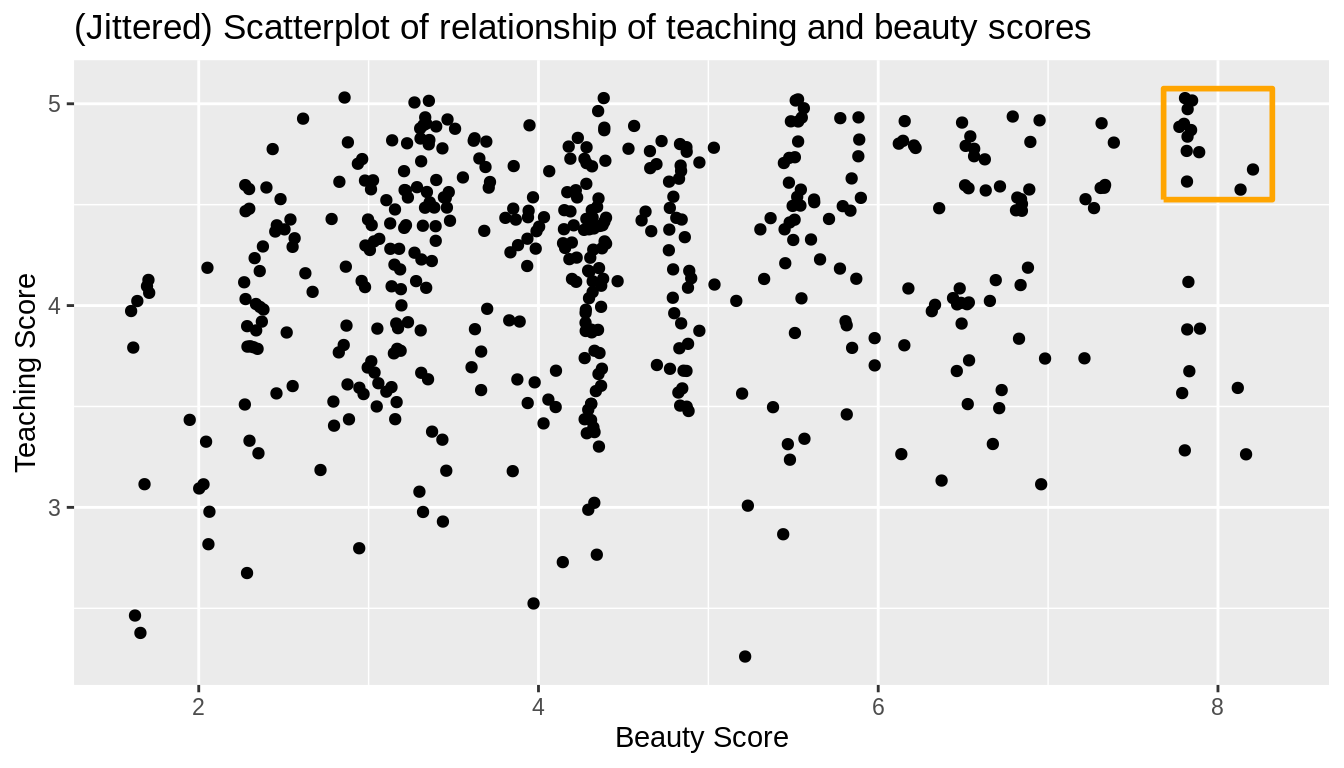 (Jittered) Scatterplot of relationship of teaching and beauty scores
5
4
3
Teaching Score
2 4 6 8
Beauty Score